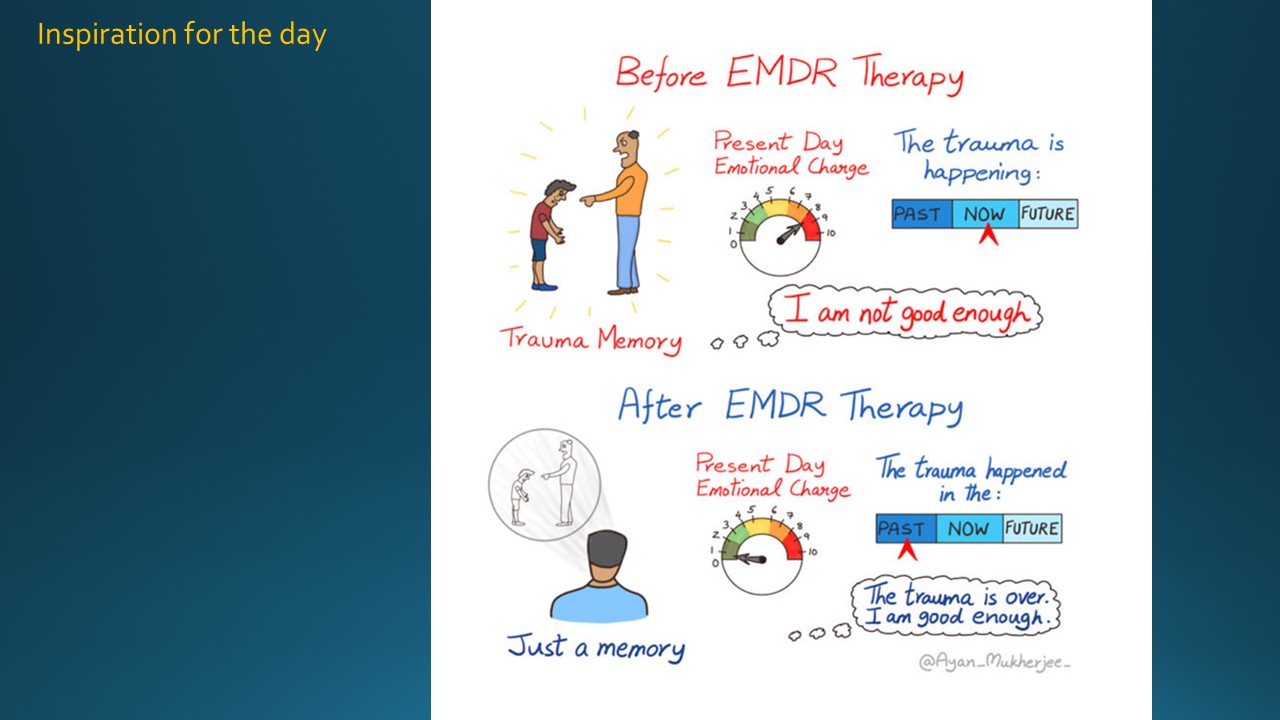 Inspiration for the day
Before EMDR Therapy
Present Day
Emotional Charge
0 1 2 3 4 5 6 7 8 9 10
The trauma is
happening:
PAST NOW FUTURE
I am not good enough
Trauma Memory
After EMDR Therapy
Present Day
Emotional Charge
0 1 2 3 4 5 6 7 8 9 10
The trauma happened
in the:
PAST NOW FUTURE
The trauma is over.
I am good enough.
Just a memory
@Ayan_Mukherjee_